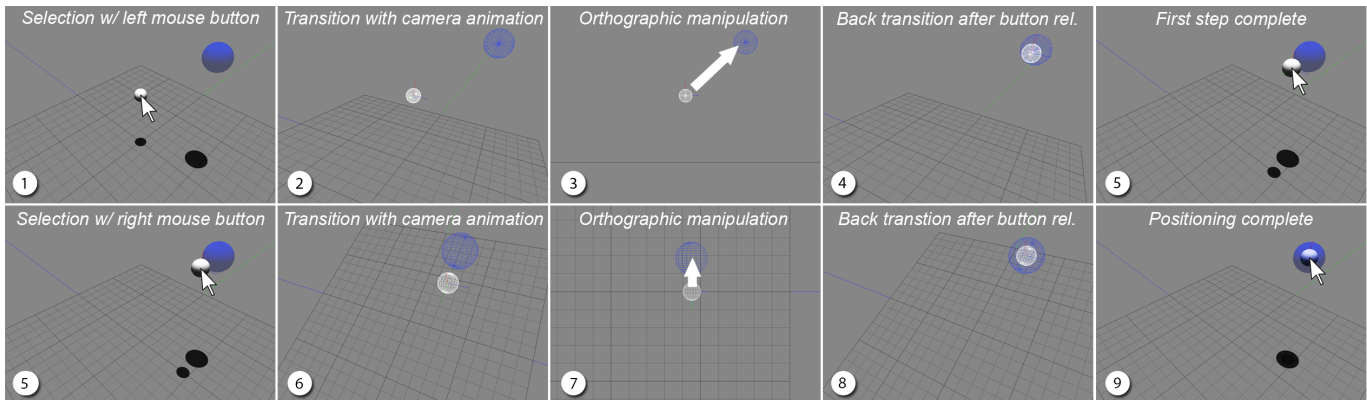 Selection w/ left mouse button
Transition with camera animation
Orthographic manipulation
Back transition after button rel.
First step complete
1
2
3
4
5
Selection w/ right mouse button
Transition with camera animation
Orthographic manipulation
Back transtion after button rel.
Positioning complete
5
6
7
8
9